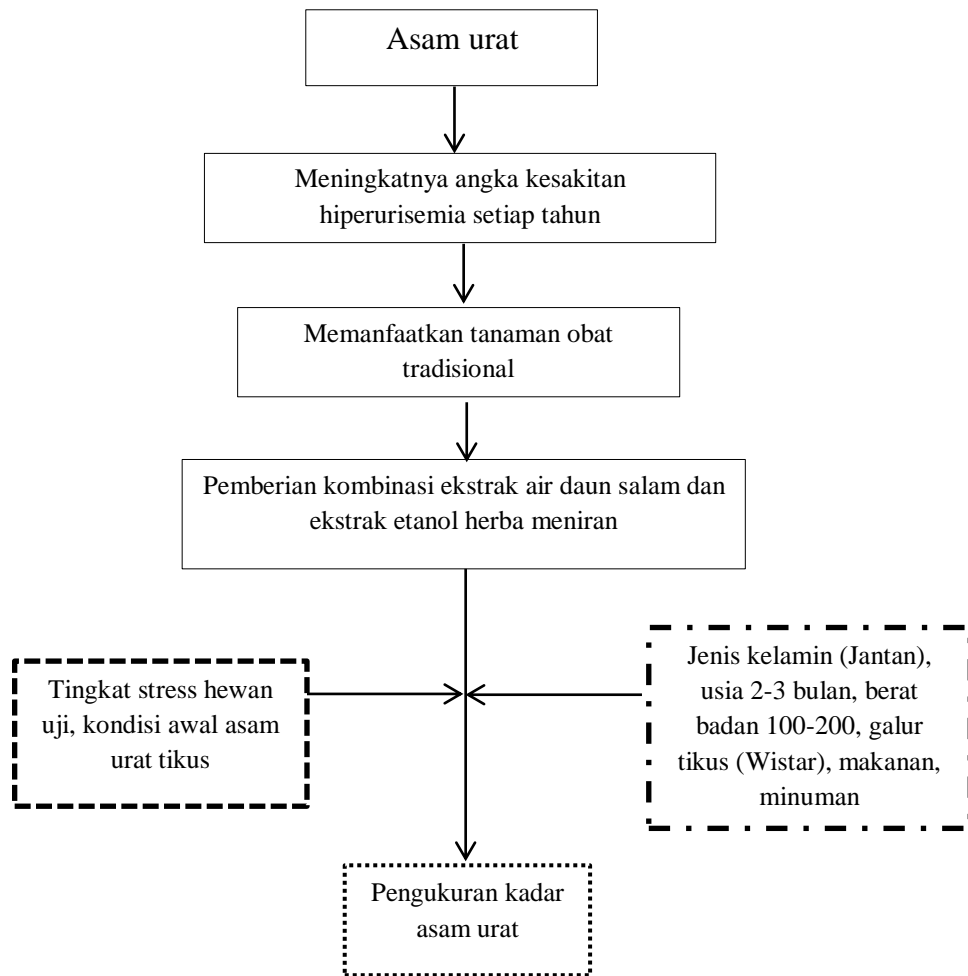 Asam urat
Meningkatnya angka kesakitan
hiperurisemia setiap tahun
Memanfaatkan tanaman obat
tradisional
Pemberian kombinasi ekstrak air daun salam dan
ekstrak etanol herba meniran
Tingkat stress hewan
uji, kondisi awal asam
urat tikus
Jenis kelamin (Jantan),
usia 2-3 bulan, berat
badan 100-200, galur
tikus (Wistar), makanan,
minuman
Pengukuran kadar
asam urat